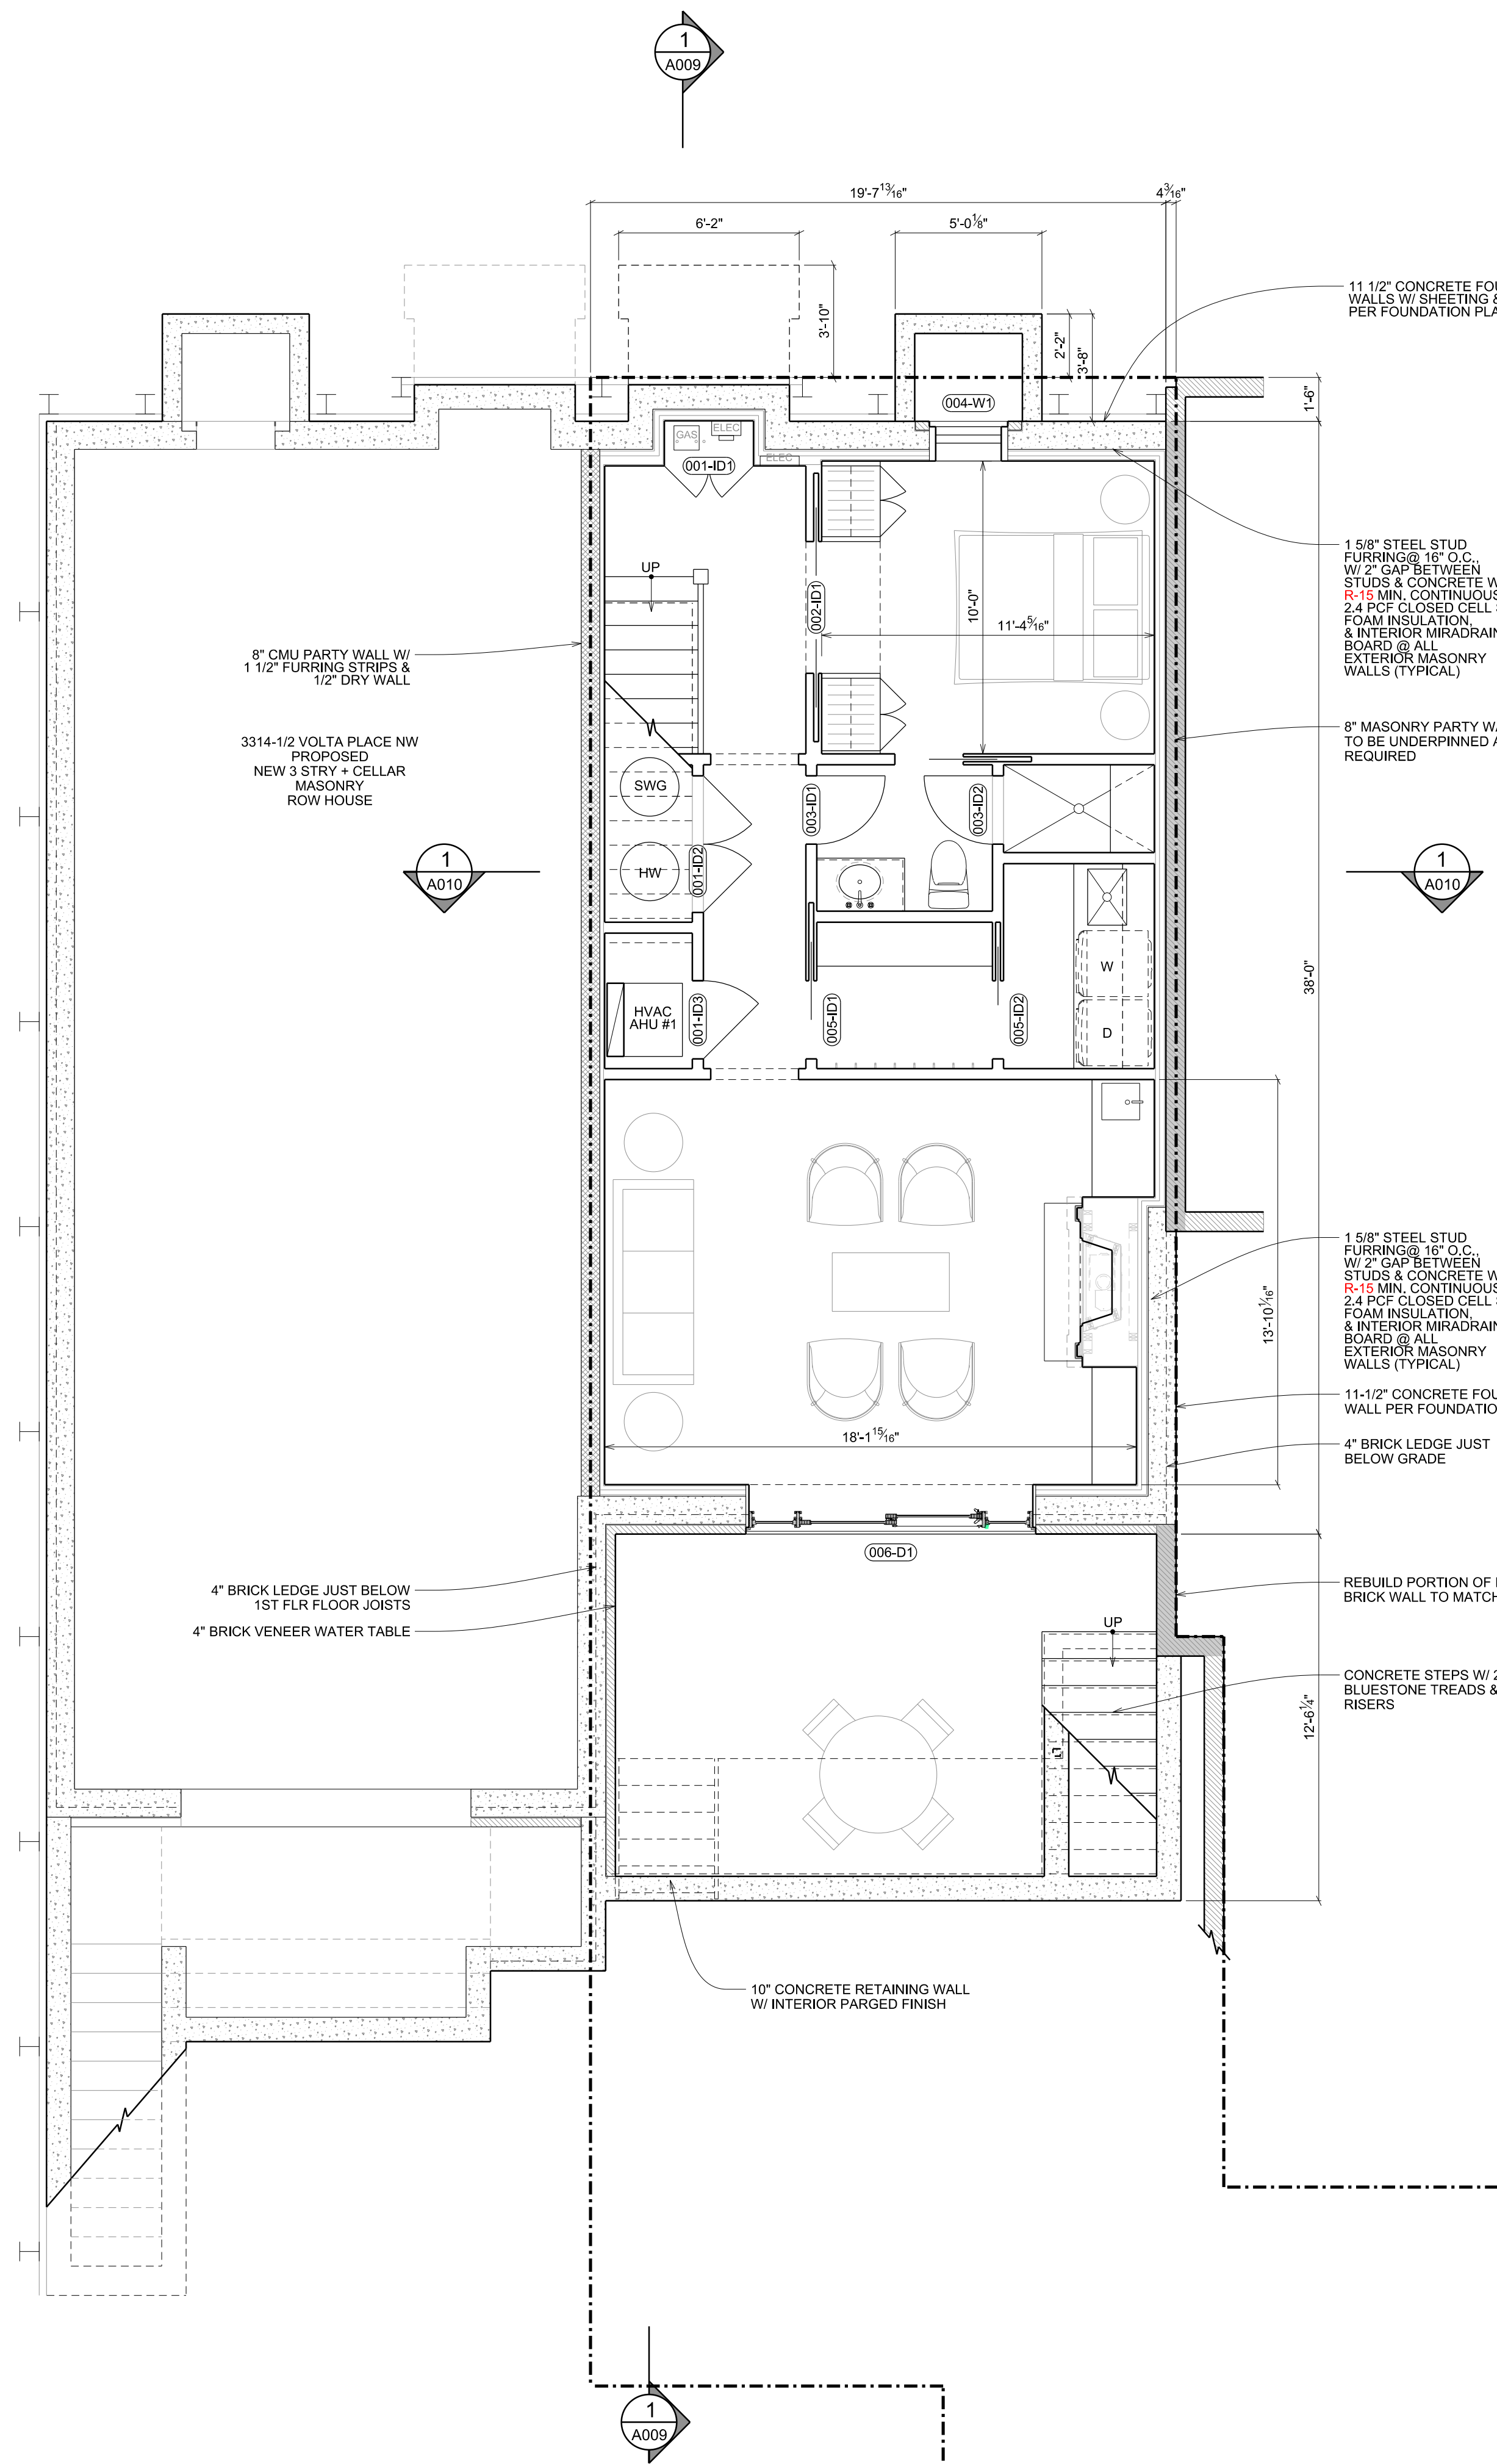 1
A009
19'-7 13/16"
4 3/16"
6'-2"
5'-0 1/8"
3'-10"
2'-2"
3'-8"
1'-6"
11 1/2" CONCRETE
WALLS W/ SHEETING &
PER FOUNDATION
004-W1
GAS
ELEC
ELEC
001-ID1
1 5/8" STEEL STUD
FURRING@ 16" O.C.,
W/ 2" GAP BETWEEN
STUDS & CONCRETE
R-15 MIN. CONTINUOUS
2.4 PCF CLOSED CELL
FOAM INSULATION,
& INTERIOR MIRADRAIN
BOARD @ ALL
EXTERIOR MASONRY
WALLS (TYPICAL)
UP
002-ID1
10'-0"
11'-4 5/16"
8" CMU PARTY WALL W/
1 1/2" FURRING STRIPS &
1/2" DRY WALL
8" MASONRY PARTY
TO BE UNDERPINNED
REQUIRED
3314-1/2 VOLTA PLACE NW
PROPOSED
NEW 3 STRY + CELLAR
MASONRY
ROW HOUSE
SWG
HW
001-ID2
003-ID1
003-ID2
1
A010
1
A010
38'-0"
W
D
HVAC
AHU #1
001-ID3
005-ID1
005-ID2
1 5/8" STEEL STUD
FURRING@ 16" O.C.,
W/ 2" GAP BETWEEN
STUDS & CONCRETE
R-15 MIN. CONTINUOUS
2.4 PCF CLOSED CELL
FOAM INSULATION,
& INTERIOR MIRADRAIN
BOARD @ ALL
EXTERIOR MASONRY
WALLS (TYPICAL)
13'-10 1/16"
11-1/2" CONCRETE
WALL PER
4" BRICK LEDGE JUST
BELOW GRADE
18'-1 15/16"
006-D1
4" BRICK LEDGE JUST BELOW
1ST FLR FLOOR JOISTS
4" BRICK VENEER WATER TABLE
REBUILD PORTION OF
BRICK WALL TO MATCH
UP
CONCRETE STEPS W/
BLUESTONE TREADS &
RISERS
12'-6 1/4"
10" CONCRETE RETAINING WALL
W/ INTERIOR PARGED FINISH
1
A009